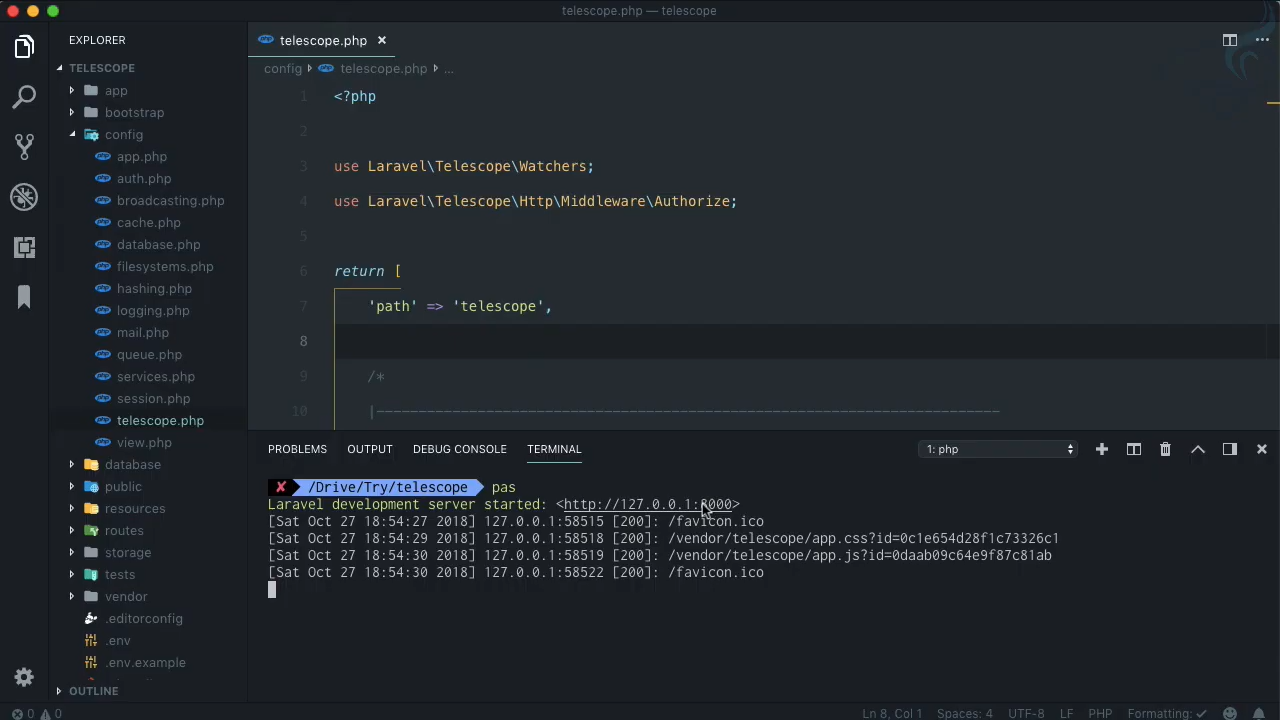 telescope.php — telescope
EXPLORER
TELESCOPE
app
bootstrap
config
app.php
auth.php
broadcasting.php
cache.php
database.php
filesystems.php
hashing.php
logging.php
mail.php
queue.php
services.php
session.php
telescope.php
view.php
database
public
resources
routes
storage
tests
vendor
.editorconfig
.env
.env.example
OUTLINE
telescope.php
config telescope.php ...
1 <?php
2
3 use Laravel\Telescope\Watchers;
4 use Laravel\Telescope\Http\Middleware\Authorize;
5
6 return [
7 'path' => 'telescope',
8
9 /*
10 |--------------------------------------------------------------------------
PROBLEMS OUTPUT DEBUG CONSOLE TERMINAL 1: php
✘ /Drive/Try/telescope pas
Laravel development server started: <http://127.0.0.1:8000>
[Sat Oct 27 18:54:27 2018] 127.0.0.1:58515 [200]: /favicon.ico
[Sat Oct 27 18:54:29 2018] 127.0.0.1:58518 [200]: /vendor/telescope/app.css?id=0c1e654d28f1c73326c1
[Sat Oct 27 18:54:30 2018] 127.0.0.1:58519 [200]: /vendor/telescope/app.js?id=0daab09c64e9f87c81ab
[Sat Oct 27 18:54:30 2018] 127.0.0.1:58522 [200]: /favicon.ico
0 0 Ln 8, Col 1 Spaces: 4 UTF-8 LF PHP Formatting: ✓